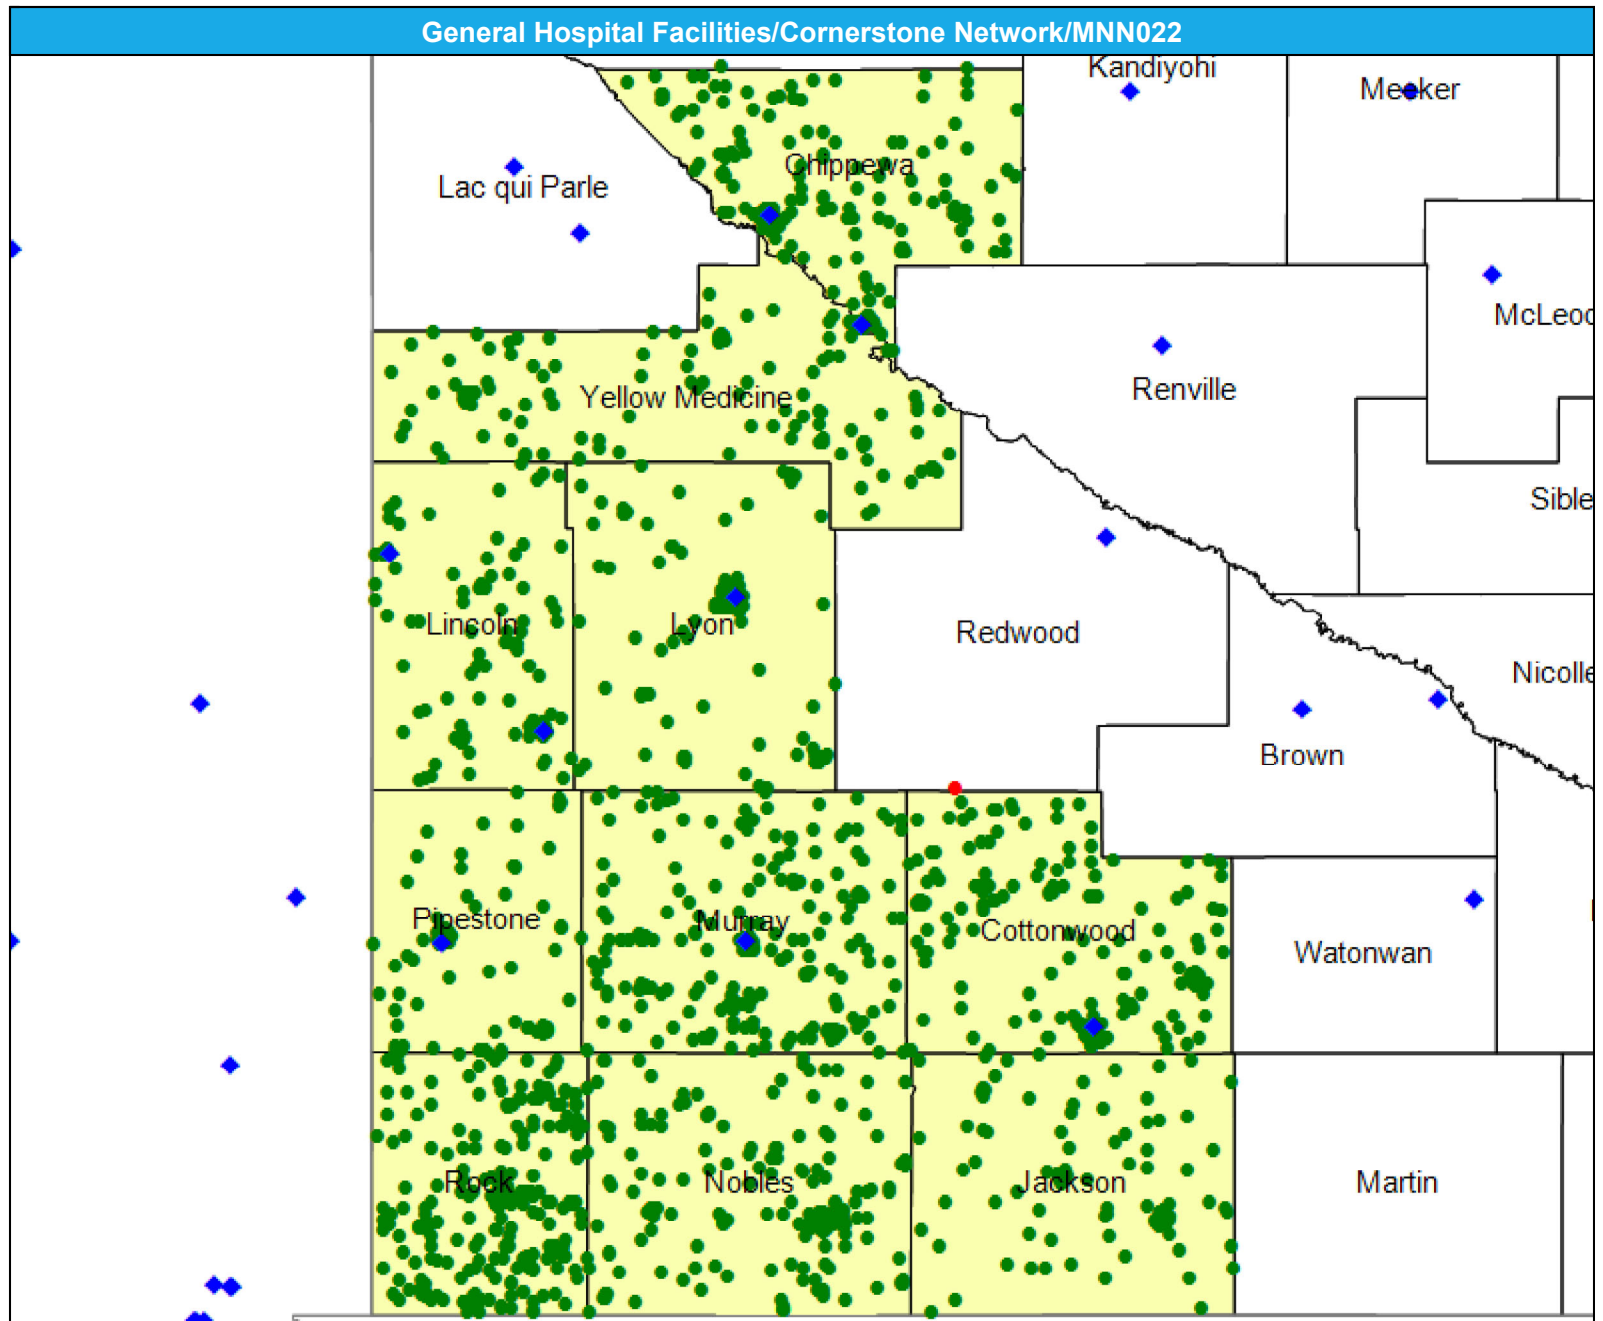 General Hospital Facilities/Cornerstone Network/MNN022
Kandiyohi
Meeker
Chippewa
Lac qui Parle
McLeod
Renville
Yellow Medicine
Sible
Lincoln
Lyon
Redwood
Nicolle
Brown
Pipestone
Murray
Cottonwood
Watonwan
Rock
Nobles
Jackson
Martin